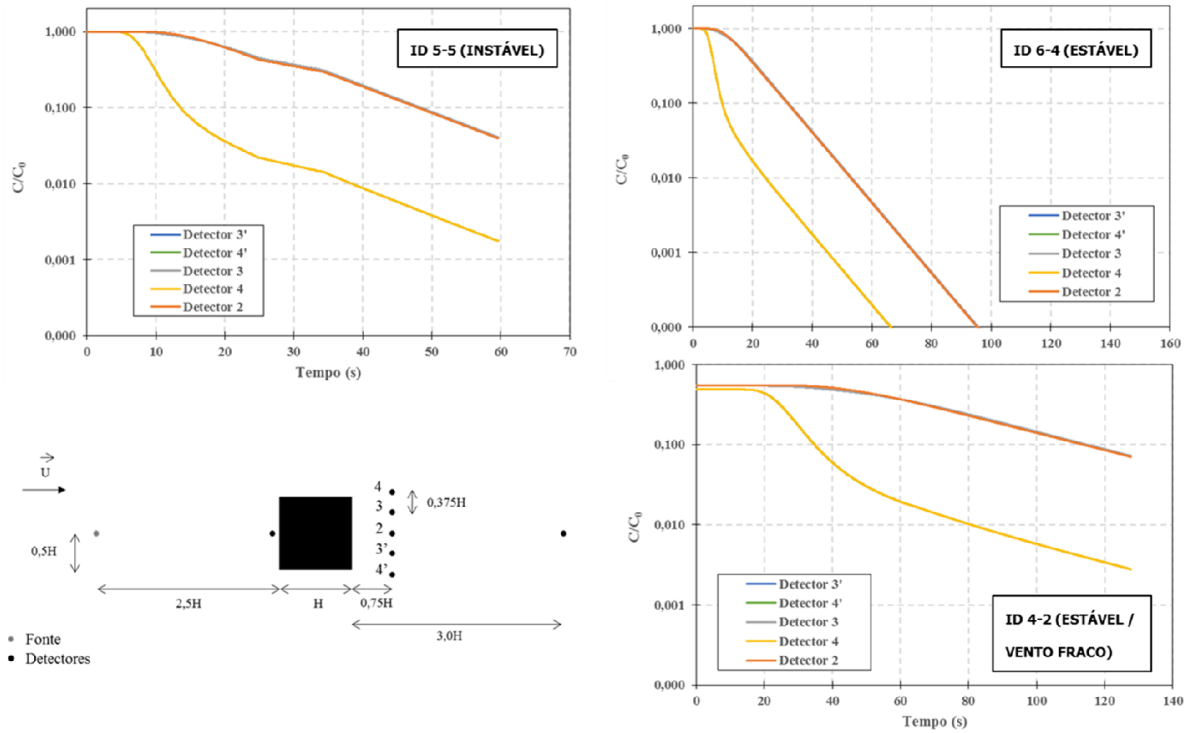 ID 5-5 (INSTÁVEL)
1,000
0,100
0,010
0,001
0,000
C/C0
0 10 20 30 40 50 60 70
Tempo (s)
Detector 3'
Detector 4'
Detector 3
Detector 4
Detector 2
ID 6-4 (ESTÁVEL)
1,000
0,100
0,010
0,001
0,000
C/C0
0 20 40 60 80 100 120 140 160
Detector 3'
Detector 4'
Detector 3
Detector 4
Detector 2
U
0,5H
2,5H
H
0,75H
3,0H
0,375H
4
3
2
3'
4'
Fonte
Detectores
1,000
0,100
0,010
0,001
0,000
C/C0
0 20 40 60 80 100 120 140
Tempo (s)
Detector 3'
Detector 4'
Detector 3
Detector 4
Detector 2
ID 4-2 (ESTÁVEL /
VENTO FRACO)